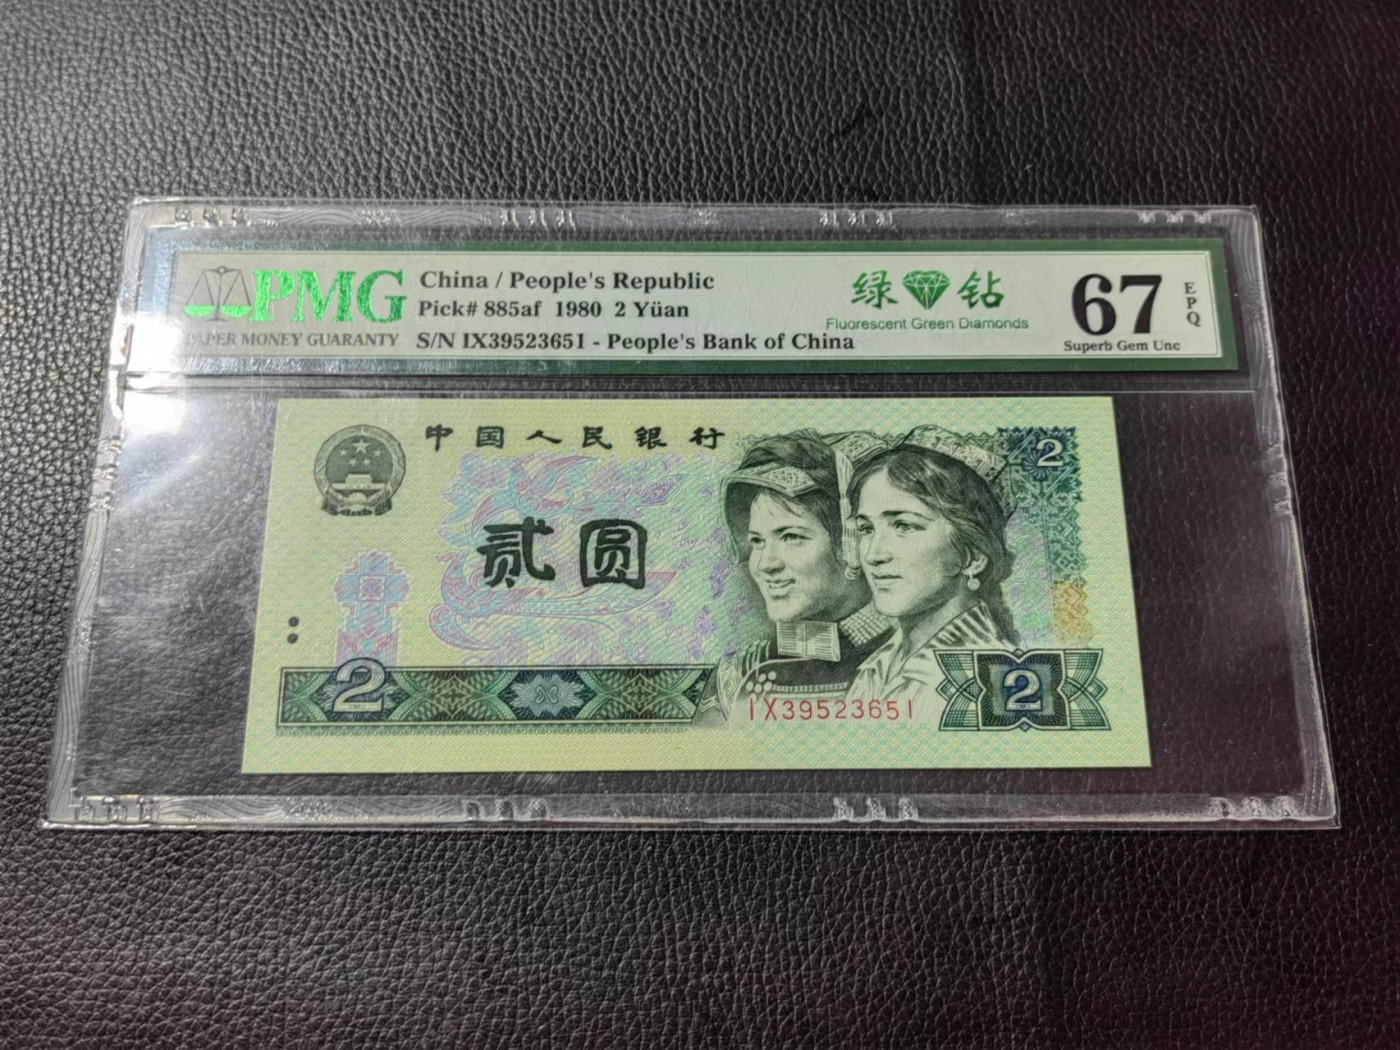 PMG
PAPER MONEY GUARANTY
China / People's Republic
Pick# 885af 1980 2 Yüan
S/N IX39523651 - People's Bank of China
绿钻
Fluorescent Green Diamonds
67
EPQ
Superb Gem Unc
中国人民银行
2
贰圆
2
2
IX39523651